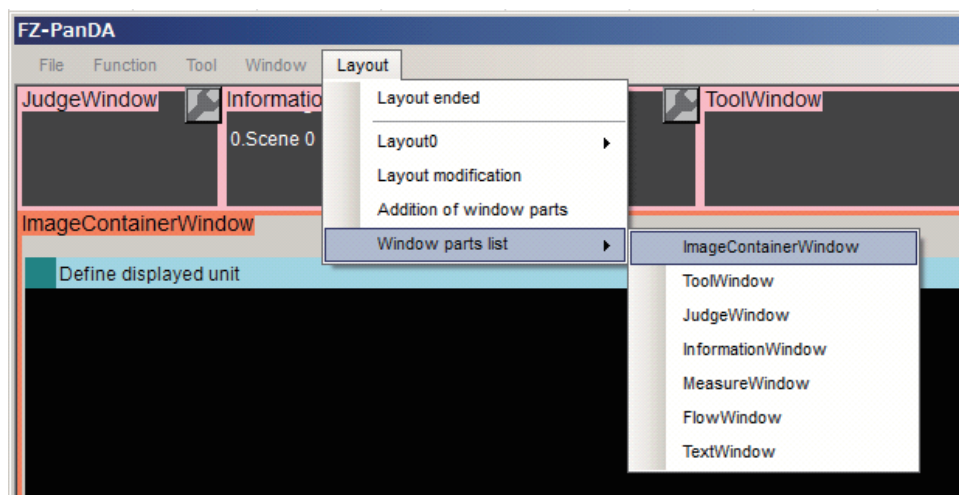 FZ-PanDA
File Function Tool Window Layout
JudgeWindow Informatio ToolWindow
0.Scene 0
Layout ended
Layout0
Layout modification
Addition of window parts
Window parts list
ImageContainerWindow
Define displayed unit
ImageContainerWindow
ToolWindow
JudgeWindow
InformationWindow
MeasureWindow
FlowWindow
TextWindow